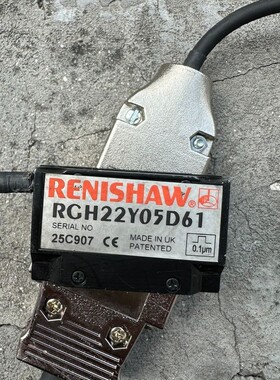 RENISHAW
RGH22Y05D61
SERIAL NO
25C907 CE MADE IN UK
PATENTED
0.1µm